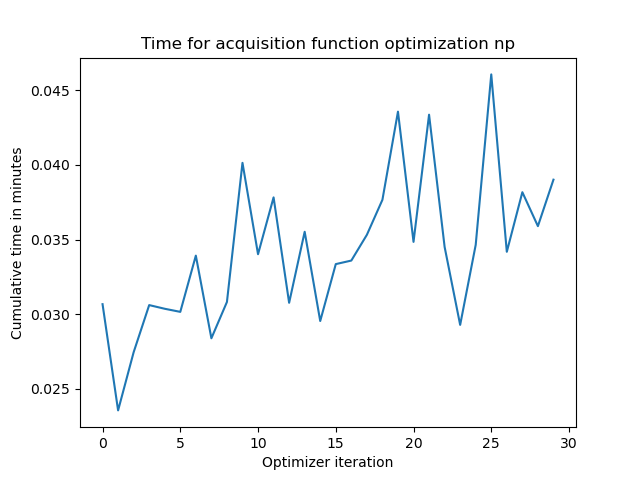 Time for acquisition function optimization np
0.045
0.040
0.035
0.030
0.025
Cumulative time in minutes
0 5 10 15 20 25 30
Optimizer iteration